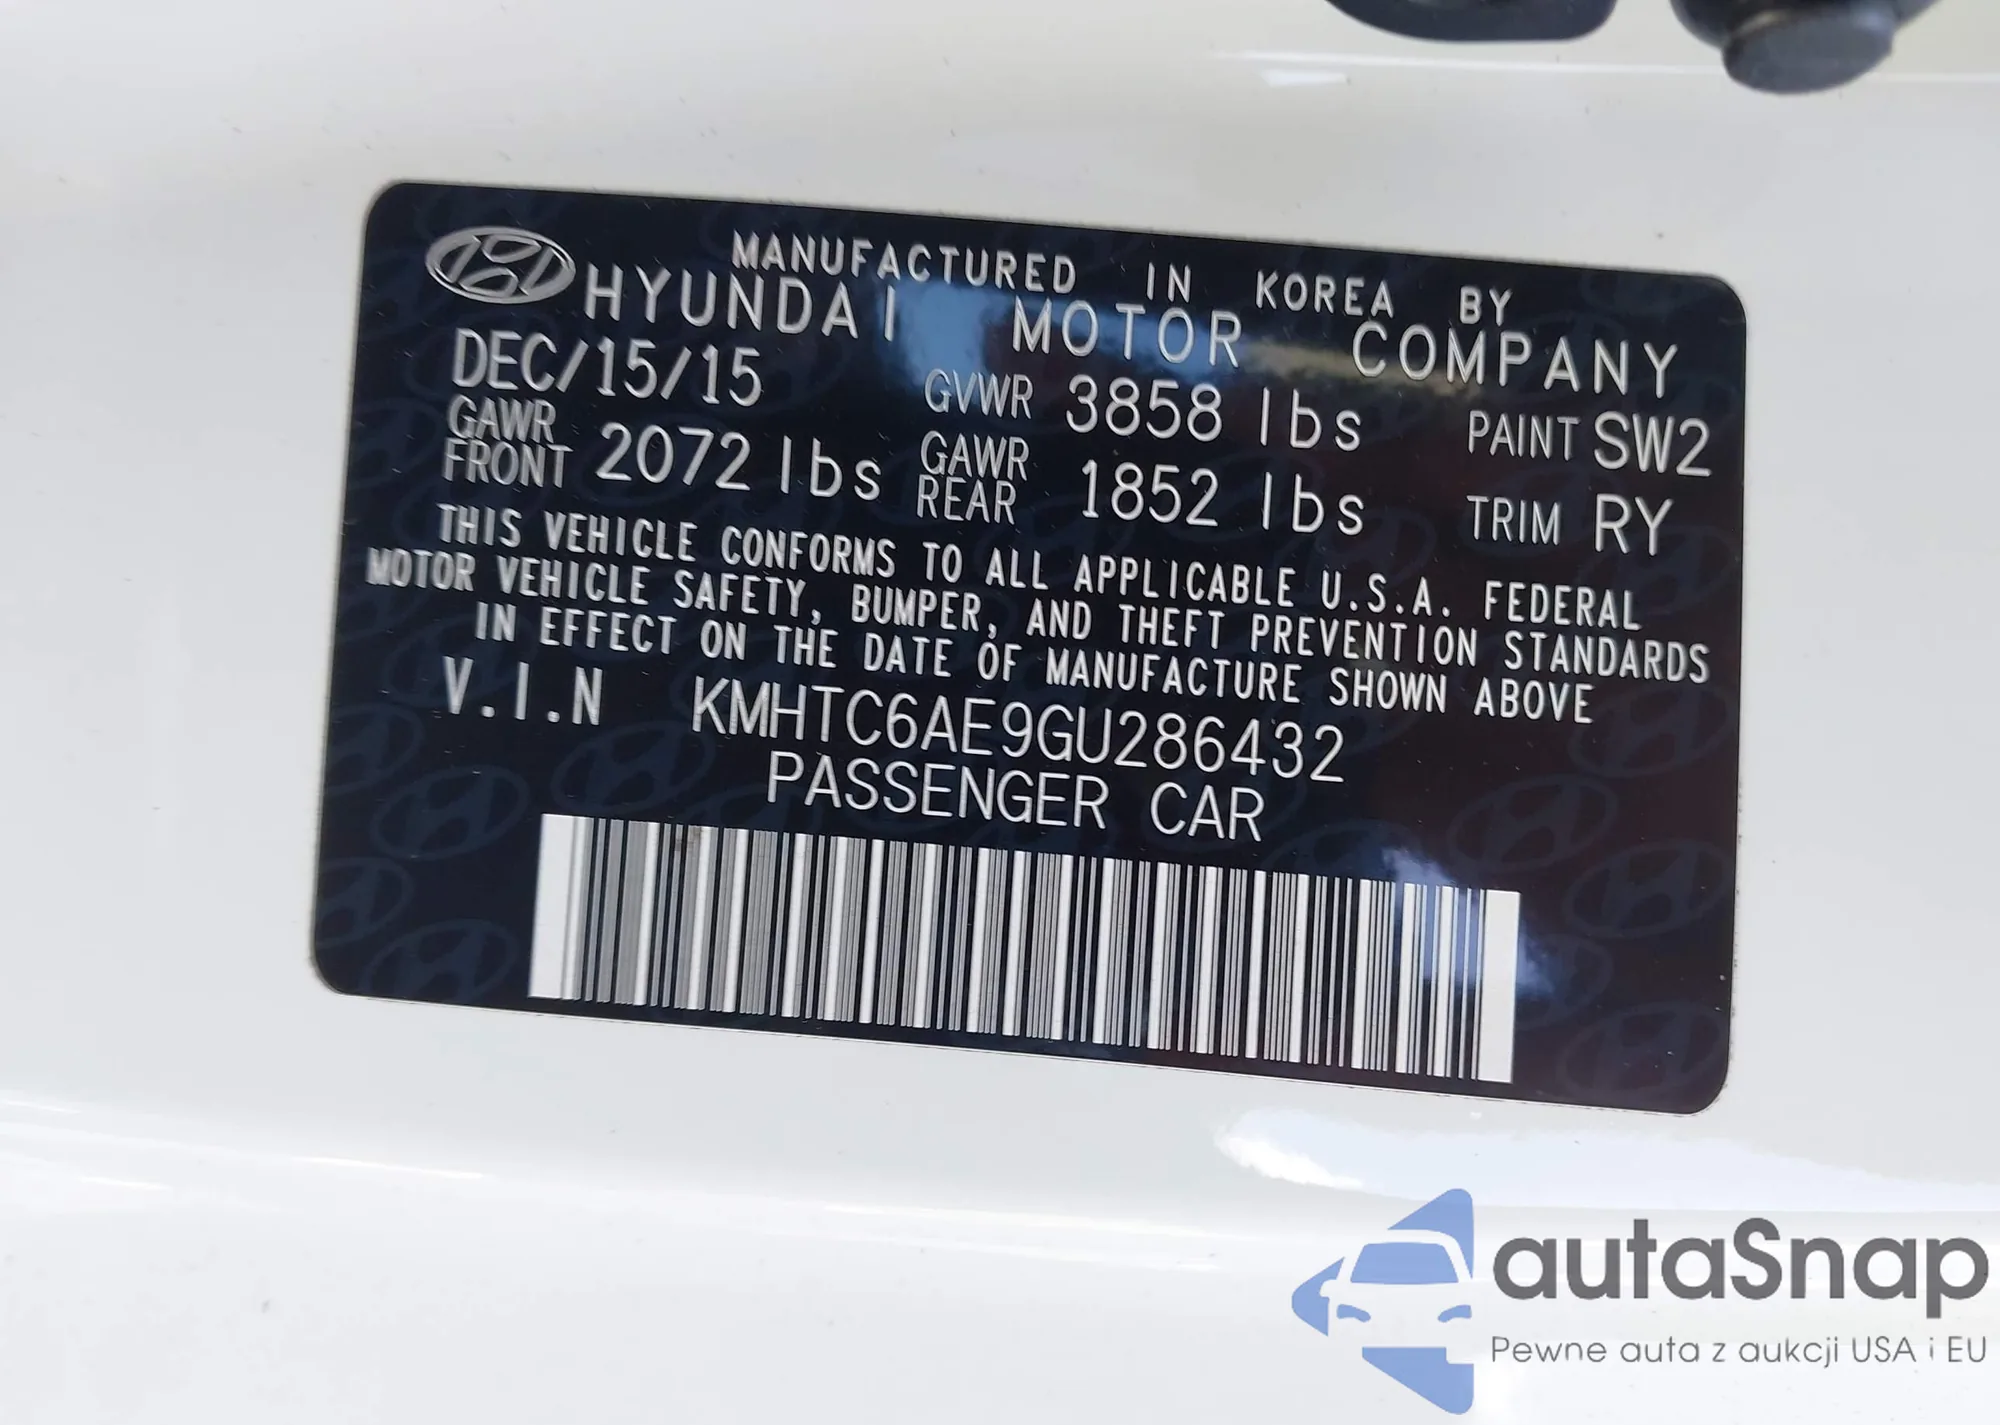 MANUFACTURED IN KOREA BY
HYUNDAI MOTOR COMPANY
DEC/15/15 GVWR 3858 lbs PAINT SW2
GAWR FRONT 2072 lbs GAWR REAR 1852 lbs TRIM RY
THIS VEHICLE CONFORMS TO ALL APPLICABLE U.S.A. FEDERAL
MOTOR VEHICLE SAFETY, BUMPER, AND THEFT PREVENTION STANDARDS
IN EFFECT ON THE DATE OF MANUFACTURE SHOWN ABOVE
V.I.N KMHTC6AE9GU286432
PASSENGER CAR
autaSnap
Pewne auta z aukcji USA i EU